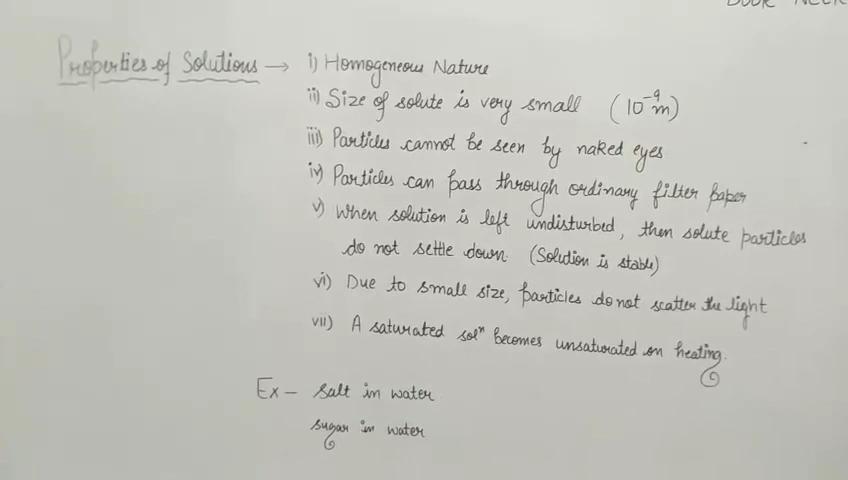 Properties of Solutions → i) Homogeneous Nature
ii) Size of solute is very small (10⁻⁹m)
iii) Particles cannot be seen by naked eyes
iv) Particles can pass through ordinary filter paper
v) When solution is left undisturbed, then solute particles
do not settle down. (Solution is stable)
vi) Due to small size, particles do not scatter the light
vii) A saturated solⁿ becomes unsaturated on heating.
Ex – Salt in water
sugar in water